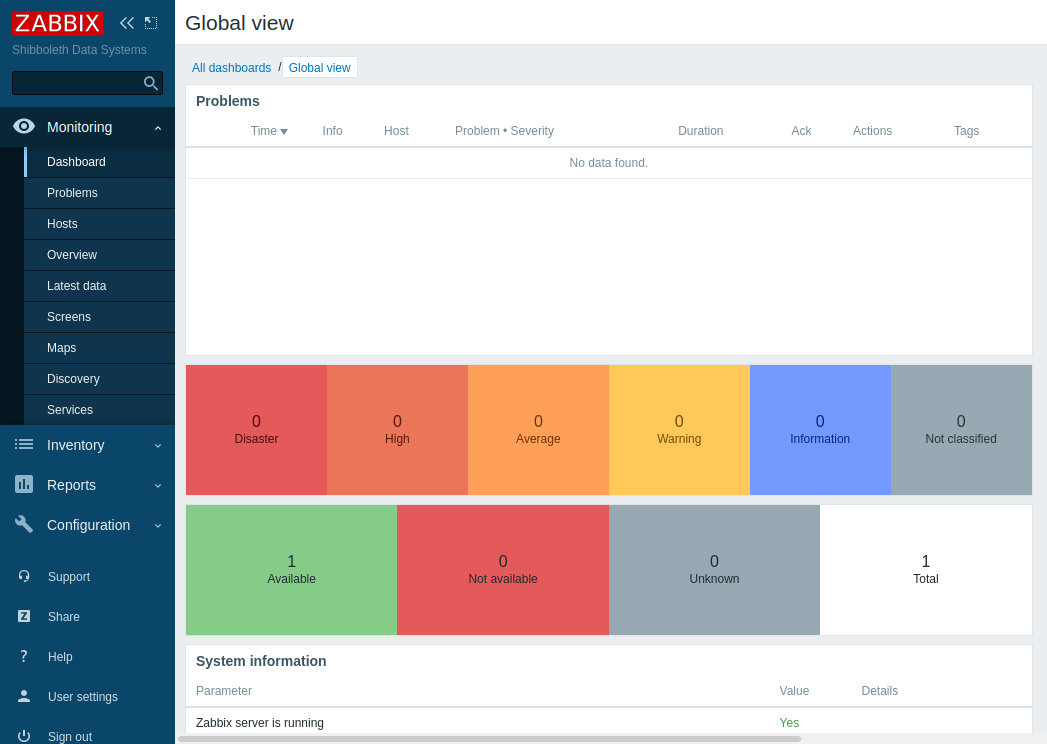 ZABBIX
Shibboleth Data Systems
Monitoring
Dashboard
Problems
Hosts
Overview
Latest data
Screens
Maps
Discovery
Services
Inventory
Reports
Configuration
Support
Z Share
? Help
User settings
Sign out
Global view
All dashboards / Global view
Problems
Time Info Host Problem • Severity Duration Ack Actions Tags
No data found.
0 0 0 0 0 0
Disaster High Average Warning Information Not classified
1 0 0 1
Available Not available Unknown Total
System information
Parameter Value Details
Zabbix server is running Yes